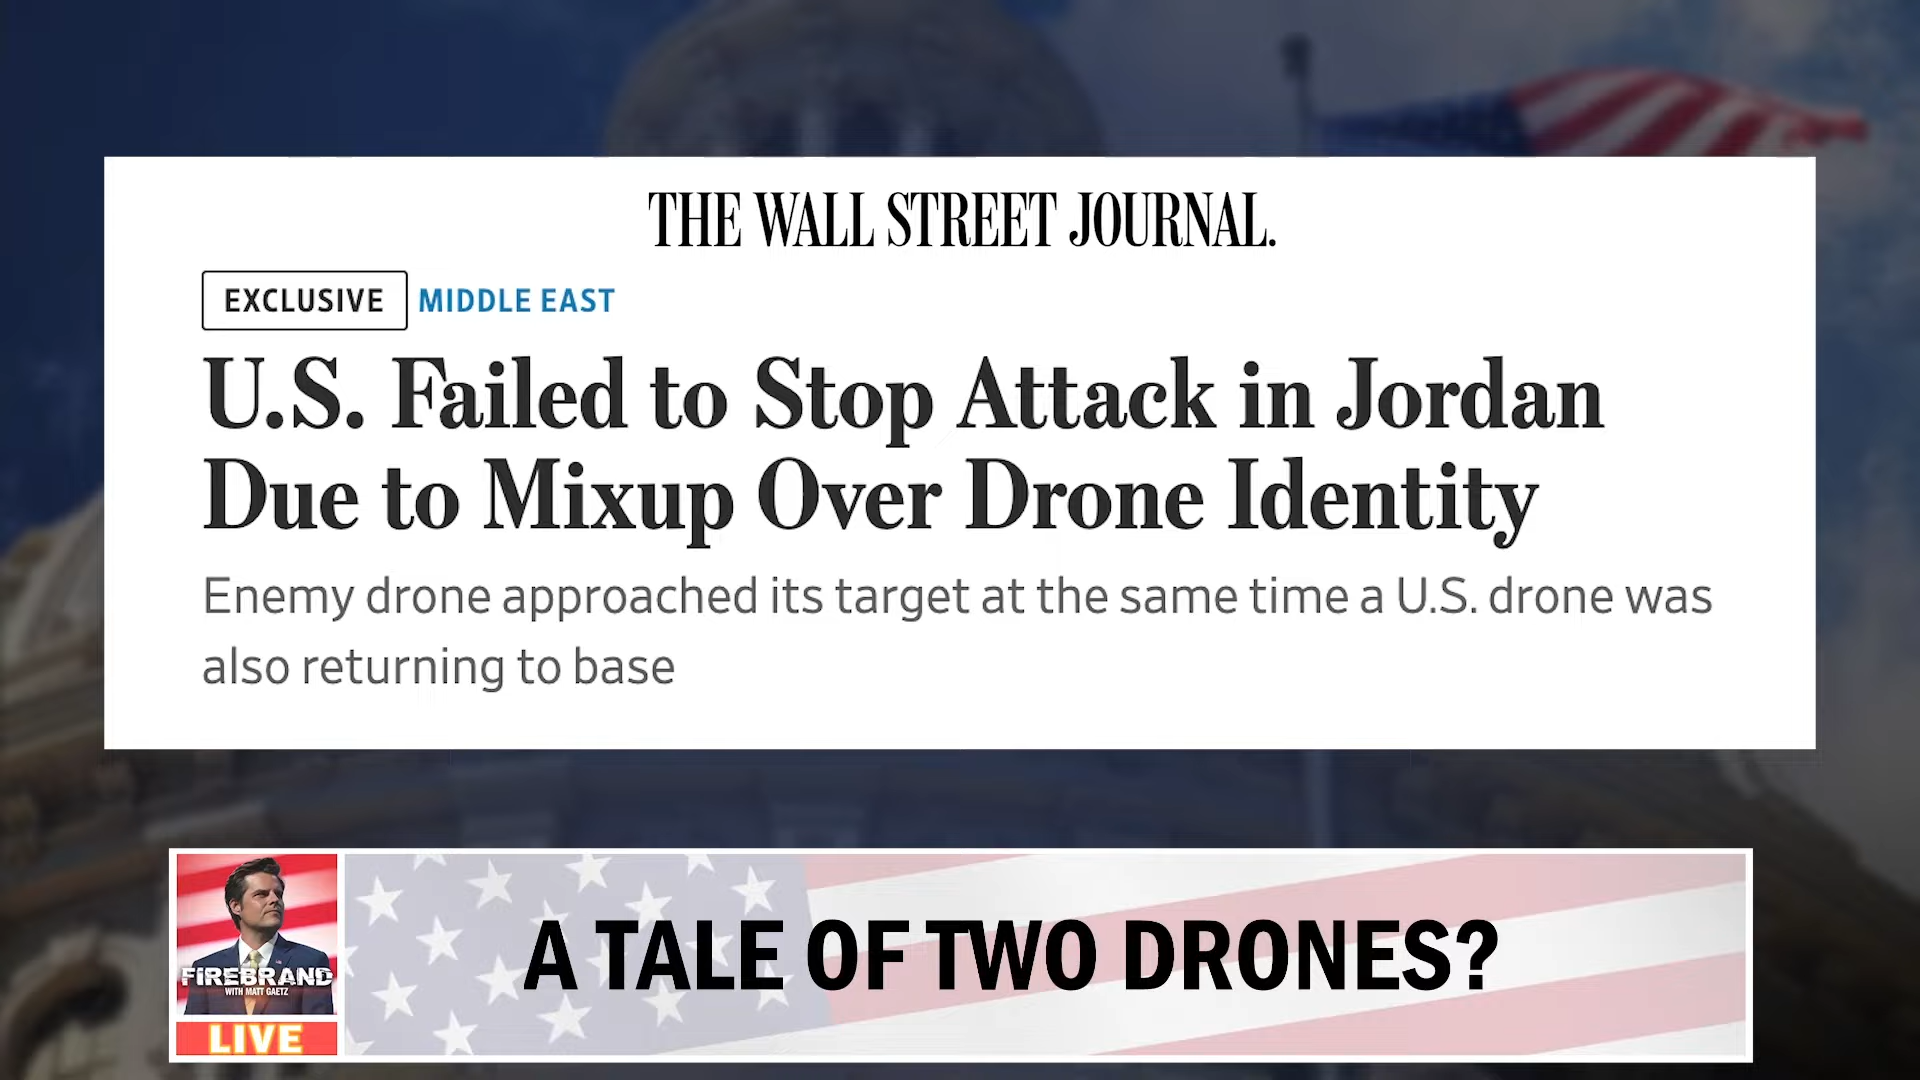 THE WALL STREET JOURNAL.
EXCLUSIVE MIDDLE EAST
U.S. Failed to Stop Attack in Jordan
Due to Mixup Over Drone Identity
Enemy drone approached its target at the same time a U.S. drone was
also returning to base
FIREBRAND
WITH MATT GAETZ
LIVE
A TALE OF TWO DRONES?